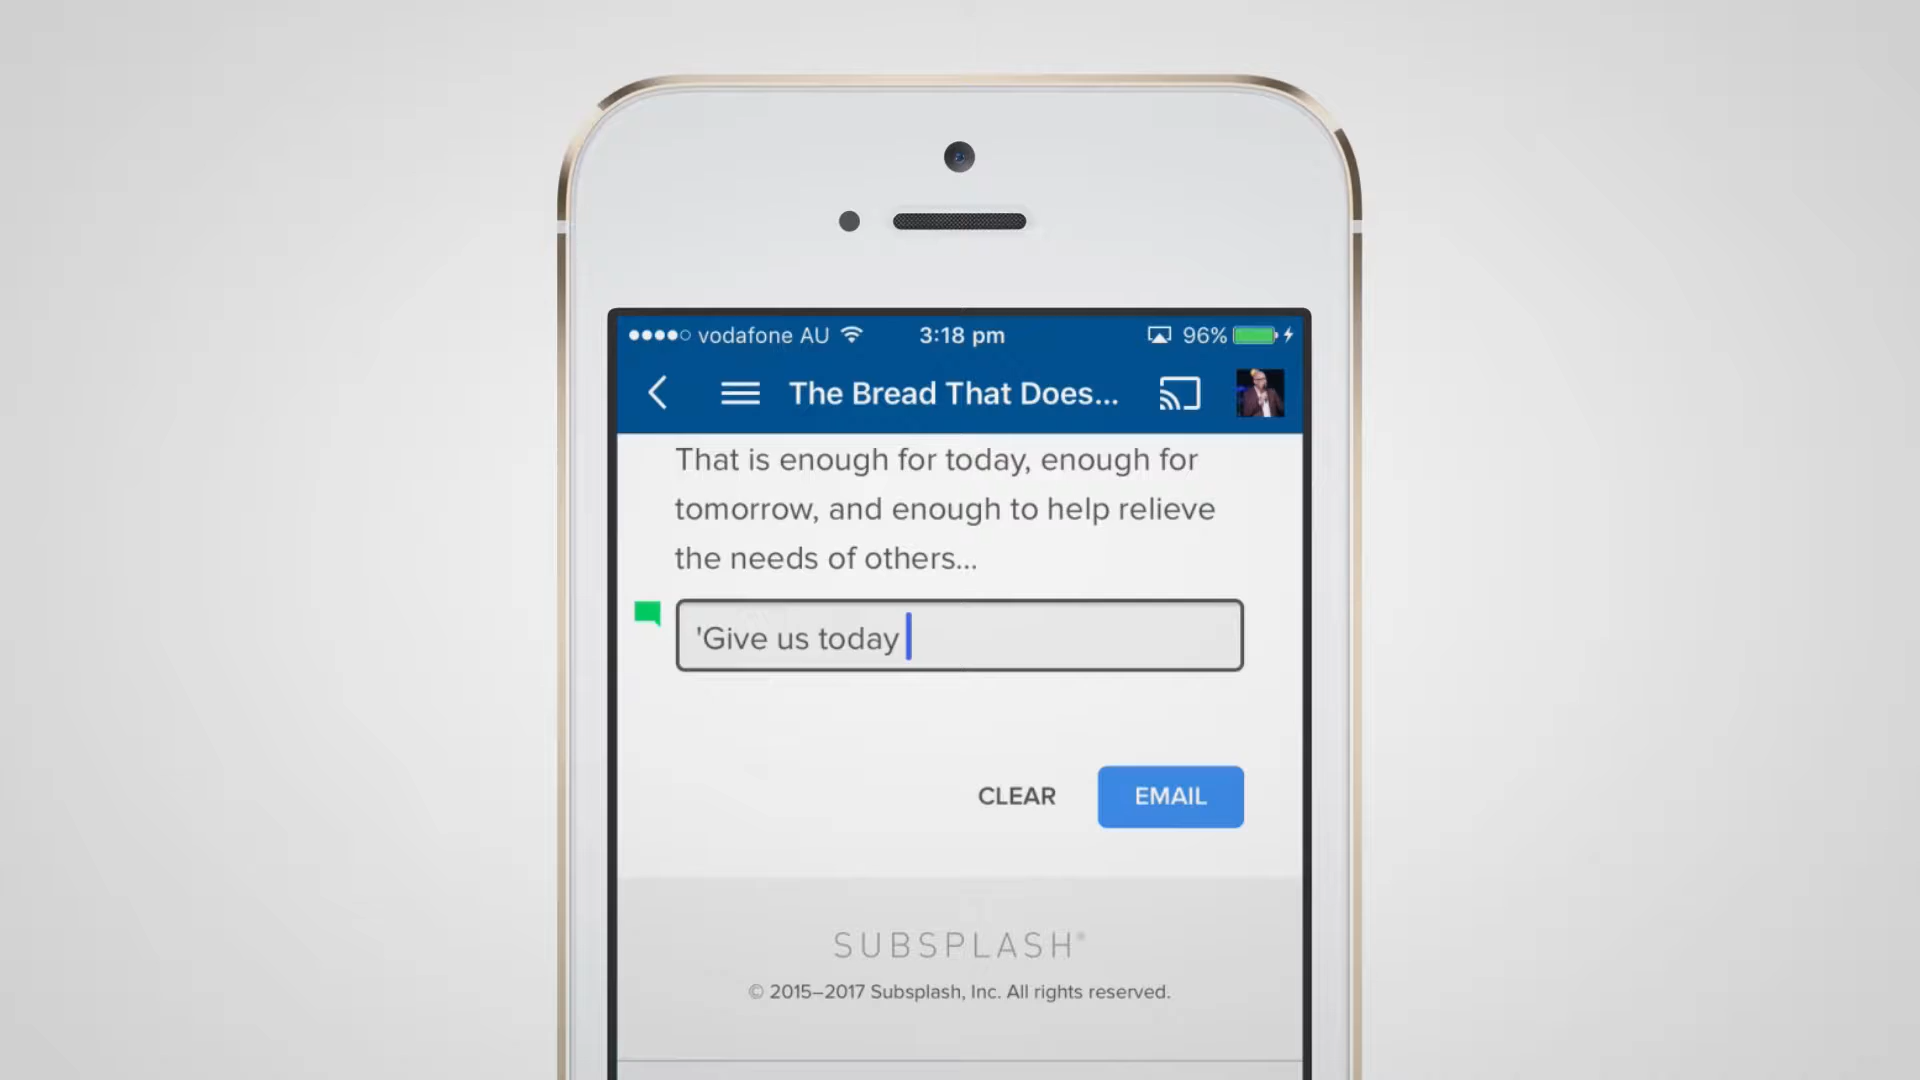 vodafone AU 3:18 pm 96%
The Bread That Does...
That is enough for today, enough for
tomorrow, and enough to help relieve
the needs of others...
'Give us today
CLEAR EMAIL
SUBSPLASH®
© 2015–2017 Subsplash, Inc. All rights reserved.